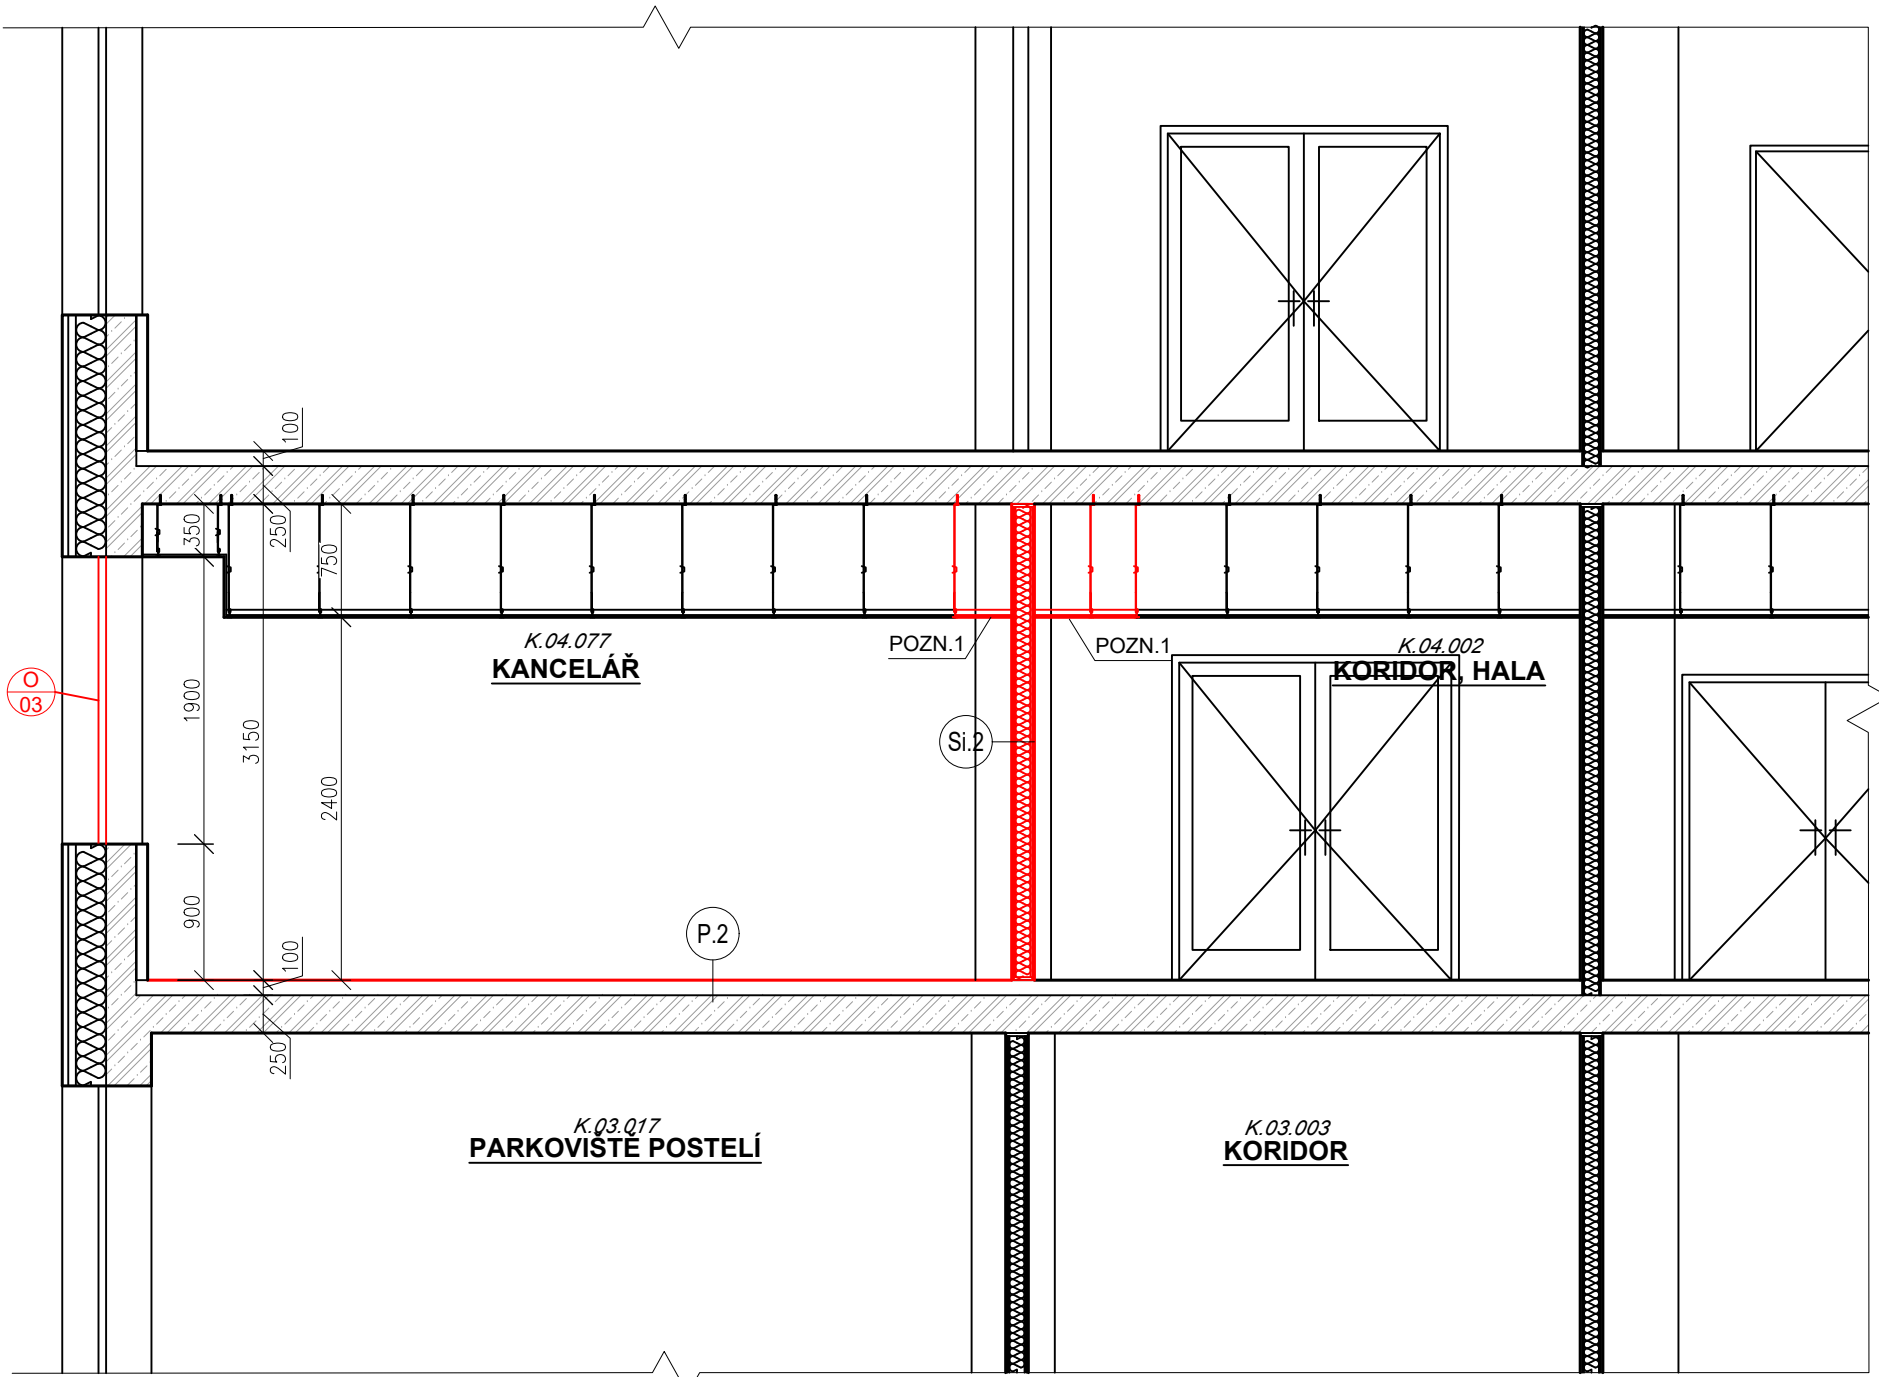 100
250
350
750
K.04.077
KANCELÁŘ
POZN.1
POZN.1
K.04.002
KORIDOR, HALA
O
03
1900
3150
2400
Si.2
900
P.2
100
250
K.03.017
PARKOVIŠTĚ POSTELÍ
K.03.003
KORIDOR